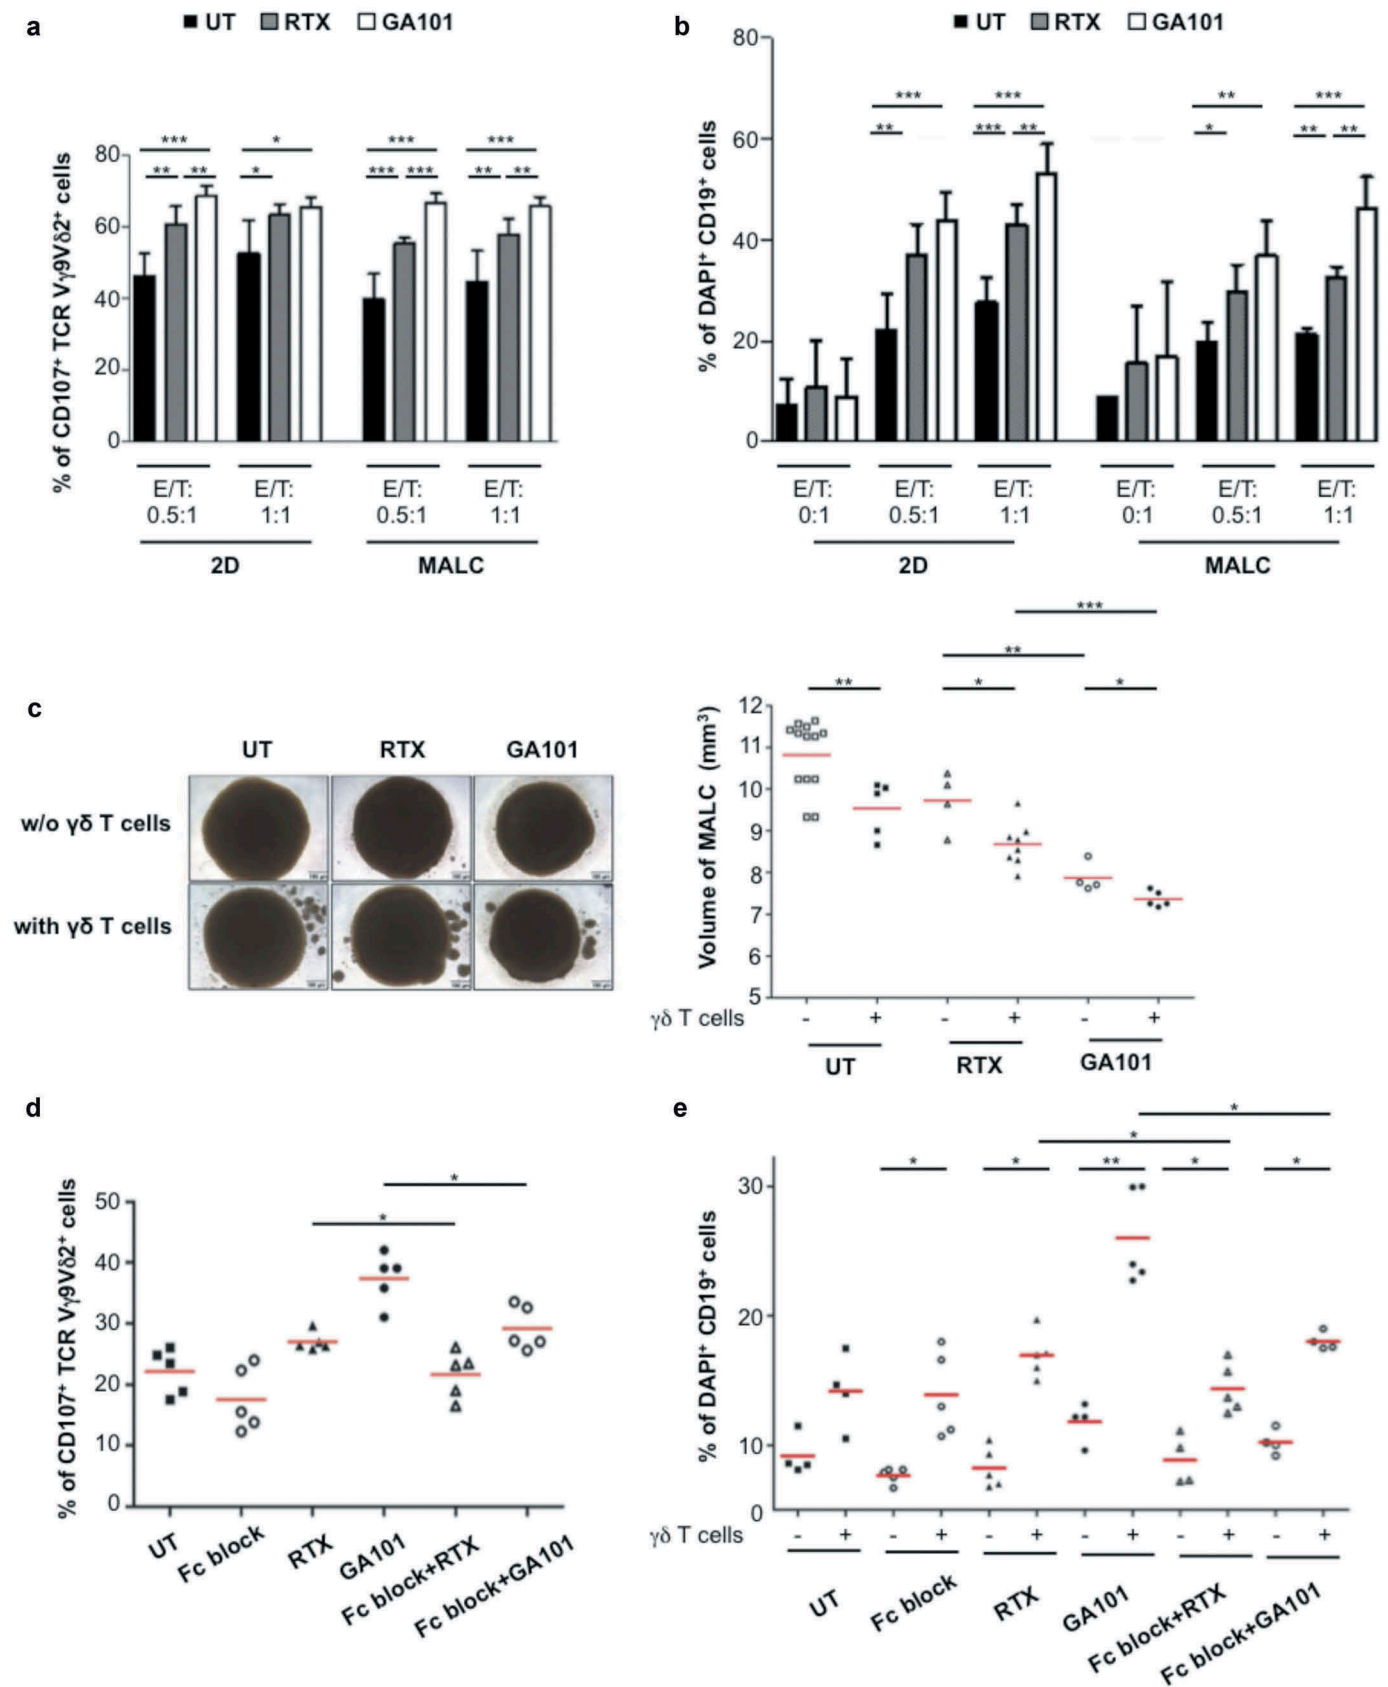 a
UT RTX GA101
% of CD107⁺ TCR Vγ9Vδ2⁺ cells
80
60
40
20
0
*** * *** ***
** ** * *** *** ** **
E/T: E/T: E/T: E/T:
0.5:1 1:1 0.5:1 1:1
2D MALC
b
UT RTX GA101
% of DAPI⁺ CD19⁺ cells
80
60
40
20
0
*** *** ** ***
** *** ** * ** **
E/T: E/T: E/T: E/T: E/T: E/T:
0:1 0.5:1 1:1 0:1 0.5:1 1:1
2D MALC
c
UT RTX GA101
w/o γδ T cells
with γδ T cells
***
**
** * *
Volume of MALC (mm³)
12
11
10
9
8
7
6
5
γδ T cells - + - + - +
UT RTX GA101
d
% of CD107⁺ TCR Vγ9Vδ2⁺ cells
50
40
30
20
10
0
*
*
UT Fc block RTX GA101 Fc block+RTX Fc block+GA101
e
% of DAPI⁺ CD19⁺ cells
30
20
10
0
*
*
* * ** * *
γδ T cells - + - + - + - + - + - +
UT Fc block RTX GA101 Fc block+RTX Fc block+GA101